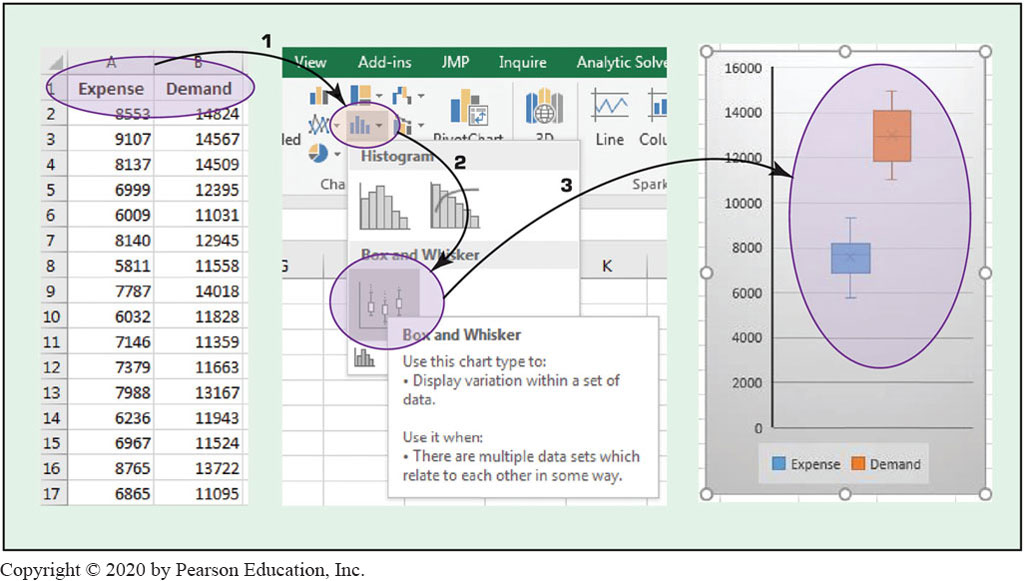 1
A B
1 Expense Demand
2 8553 14824
3 9107 14567
4 8137 14509
5 6999 12395
6 6009 11031
7 8140 12945
8 5811 11558
9 7787 14018
10 6032 11828
11 7146 11359
12 7379 11663
13 7988 13167
14 6236 11943
15 6967 11524
16 8765 13722
17 6865 11095
View Add-ins JMP Inquire Analytic Solve
led PivotChart 3D Line Colu
Cha Spark
Histogram
2
3
Box and Whisker
G K
Box and Whisker
Use this chart type to:
• Display variation within a set of
data.
Use it when:
• There are multiple data sets which
relate to each other in some way.
16000
14000
12000
10000
8000
6000
4000
2000
0
Expense Demand
Copyright © 2020 by Pearson Education, Inc.